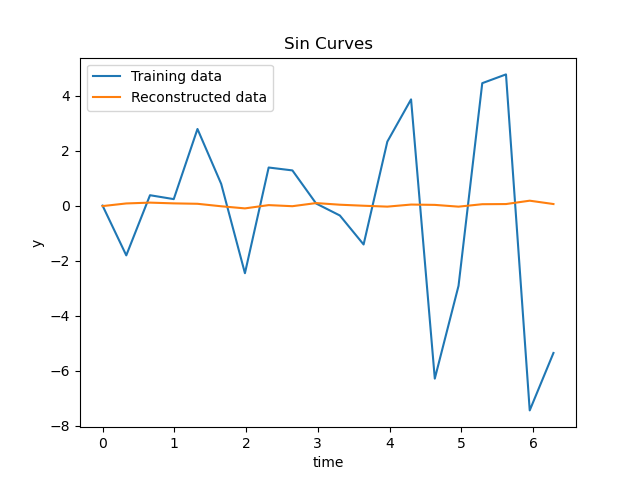 Sin Curves
Training data
Reconstructed data
4
2
0
−2
−4
−6
−8
y
0 1 2 3 4 5 6
time